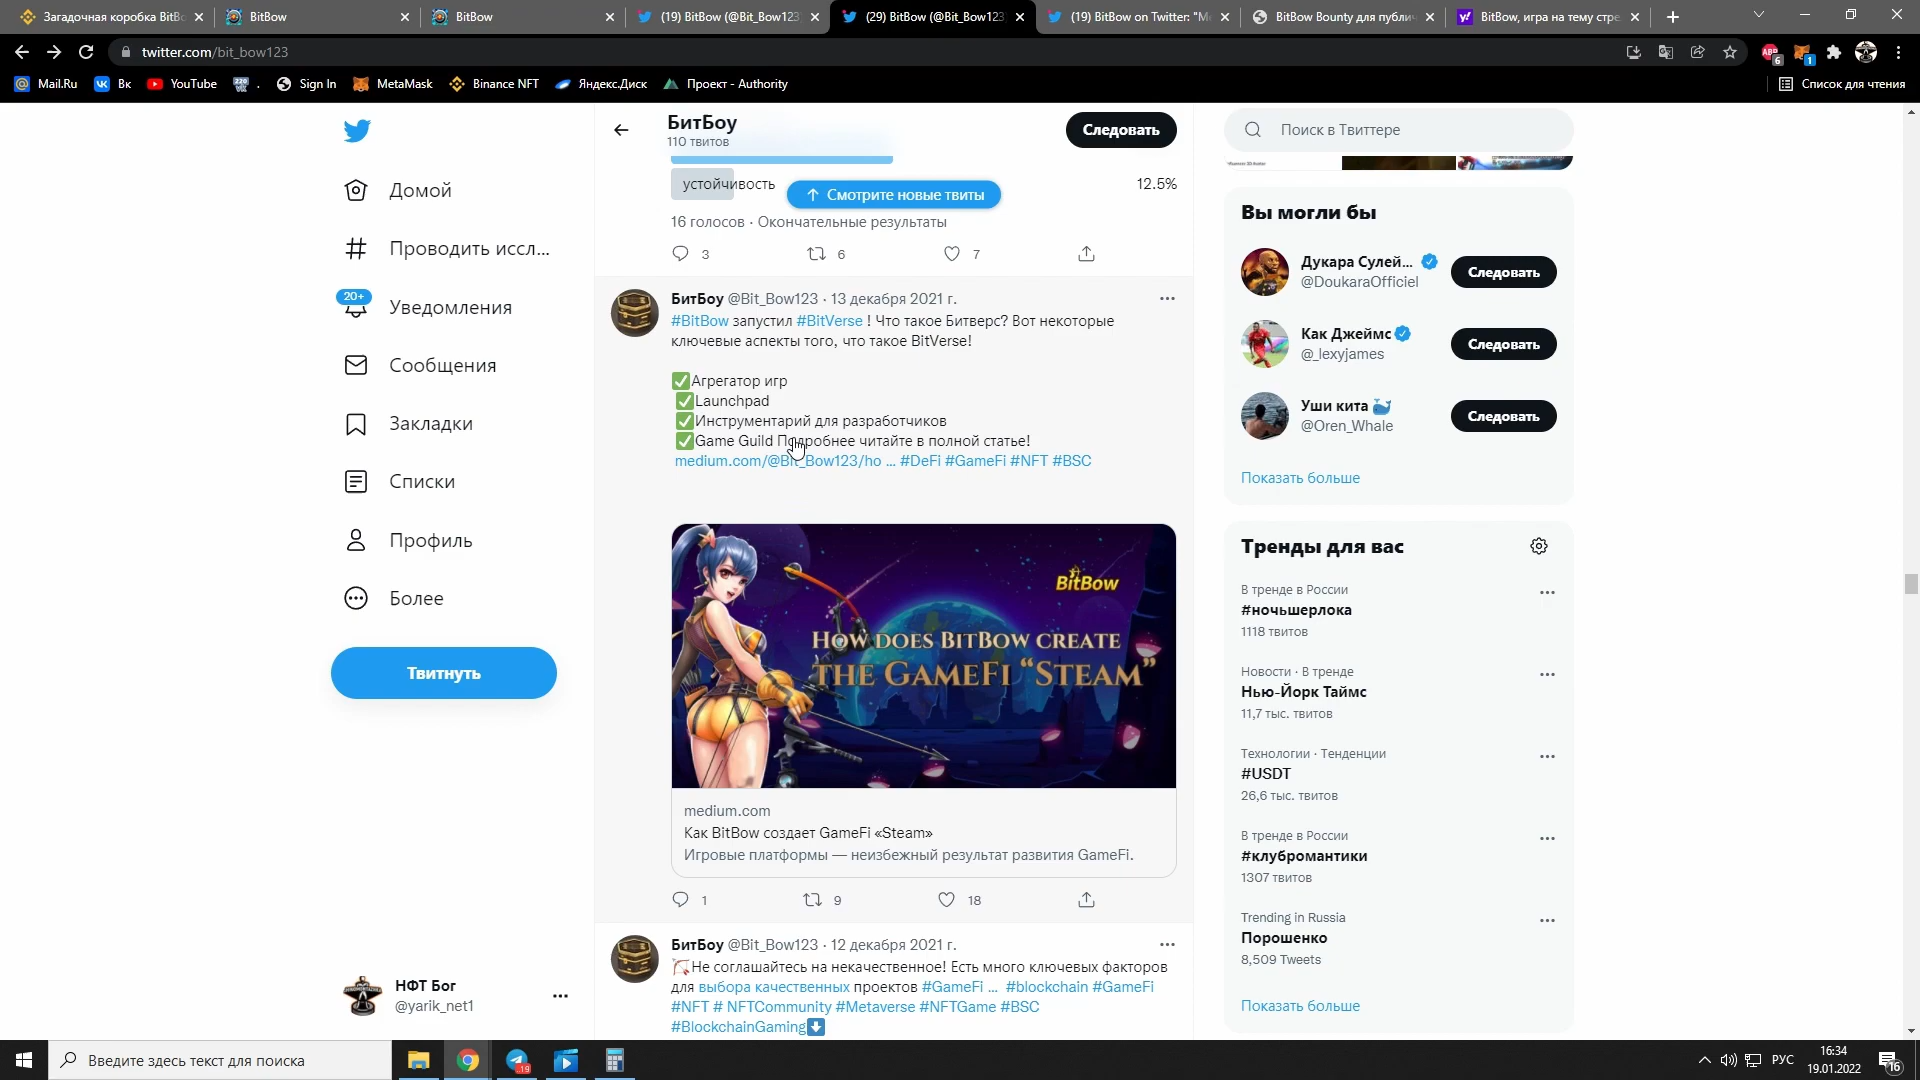 Загадочная коробка BitBo
BitBow
BitBow
(19) BitBow (@Bit_Bow123
(29) BitBow (@Bit_Bow123
(19) BitBow on Twitter: "Me
BitBow Bounty для публич
BitBow, игра на тему стре
twitter.com/bit_bow123
6
1
Mail.Ru
Вк
YouTube
.
Sign In
MetaMask
Binance NFT
Яндекс.Диск
Проект - Authority
Список для чтения
Домой
Проводить иссл...
20+
Уведомления
Сообщения
Закладки
Списки
Профиль
Более
Твитнуть
НФТ Бог
@yarik_net1
БитБоу
110 твитов
Следовать
устойчивость
12.5%
Смотрите новые твиты
16 голосов · Окончательные результаты
3
6
7
БитБоу @Bit_Bow123 · 13 декабря 2021 г.
#BitBow запустил #BitVerse ! Что такое Битверс? Вот некоторые
ключевые аспекты того, что такое BitVerse!
✅Агрегатор игр
✅Launchpad
✅Инструментарий для разработчиков
✅Game Guild Подробнее читайте в полной статье!
medium.com/@Bit_Bow123/ho ... #DeFi #GameFi #NFT #BSC
BitBow
How does BitBow create
the GameFi “Steam”
medium.com
Как BitBow создает GameFi «Steam»
Игровые платформы — неизбежный результат развития GameFi.
1
9
18
БитБоу @Bit_Bow123 · 12 декабря 2021 г.
🏹Не соглашайтесь на некачественное! Есть много ключевых факторов
для выбора качественных проектов #GameFi ... #blockchain #GameFi
#NFT # NFTCommunity #Metaverse #NFTGame #BSC
#BlockchainGaming⬇
Поиск в Твиттере
Вы могли бы
Дукара Сулей...
@DoukaraOfficiel
Следовать
Как Джеймс
@_lexyjames
Следовать
Уши кита 🐳
@Oren_Whale
Следовать
Показать больше
Тренды для вас
В тренде в России
#ночьшерлока
1118 твитов
Новости · В тренде
Нью-Йорк Таймс
11,7 тыс. твитов
Технологии · Тенденции
#USDT
26,6 тыс. твитов
В тренде в России
#клубромантики
1307 твитов
Trending in Russia
Порошенко
8,509 Tweets
Показать больше
Введите здесь текст для поиска
РУС
16:34
19.01.2022
16